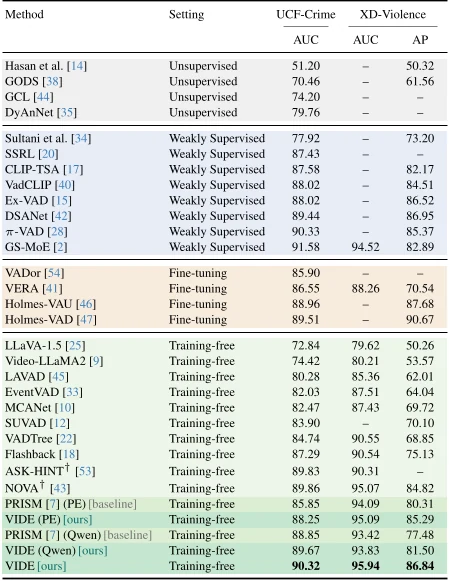 Method Setting UCF-Crime XD-Violence
AUC AUC AP
Hasan et al. [14] Unsupervised 51.20 – 50.32
GODS [38] Unsupervised 70.46 – 61.56
GCL [44] Unsupervised 74.20 – –
DyAnNet [35] Unsupervised 79.76 – –
Sultani et al. [34] Weakly Supervised 77.92 – 73.20
SSRL [20] Weakly Supervised 87.43 – –
CLIP-TSA [17] Weakly Supervised 87.58 – 82.17
VadCLIP [40] Weakly Supervised 88.02 – 84.51
Ex-VAD [15] Weakly Supervised 88.02 – 86.52
DSANet [42] Weakly Supervised 89.44 – 86.95
π-VAD [28] Weakly Supervised 90.33 – 85.37
GS-MoE [2] Weakly Supervised 91.58 94.52 82.89
VADor [54] Fine-tuning 85.90 – –
VERA [41] Fine-tuning 86.55 88.26 70.54
Holmes-VAU [46] Fine-tuning 88.96 – 87.68
Holmes-VAD [47] Fine-tuning 89.51 – 90.67
LLaVA-1.5 [25] Training-free 72.84 79.62 50.26
Video-LLaMA2 [9] Training-free 74.42 80.21 53.57
LAVAD [45] Training-free 80.28 85.36 62.01
EventVAD [33] Training-free 82.03 87.51 64.04
MCANet [10] Training-free 82.47 87.43 69.72
SUVAD [12] Training-free 83.90 – 70.10
VADTree [22] Training-free 84.74 90.55 68.85
Flashback [18] Training-free 87.29 90.54 75.13
ASK-HINT† [53] Training-free 89.83 90.31 –
NOVA† [43] Training-free 89.86 95.07 84.82
PRISM [7] (PE) [baseline] Training-free 85.85 94.09 80.31
VIDE (PE) [ours] Training-free 88.25 95.09 85.29
PRISM [7] (Qwen) [baseline] Training-free 88.85 93.42 77.48
VIDE (Qwen) [ours] Training-free 89.67 93.83 81.50
VIDE [ours] Training-free 90.32 95.94 86.84